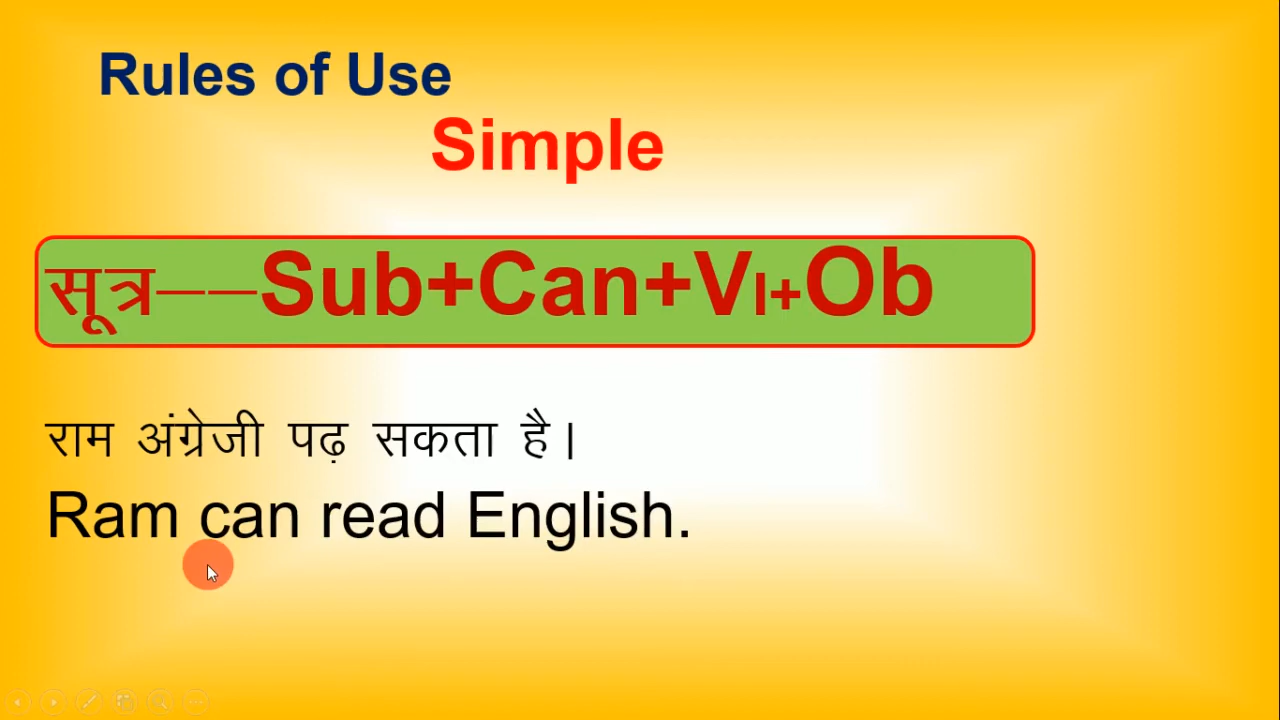 Rules of Use
Simple
सूत्र––Sub+Can+VI+Ob
राम अंग्रेजी पढ़ सकता है।
Ram can read English.